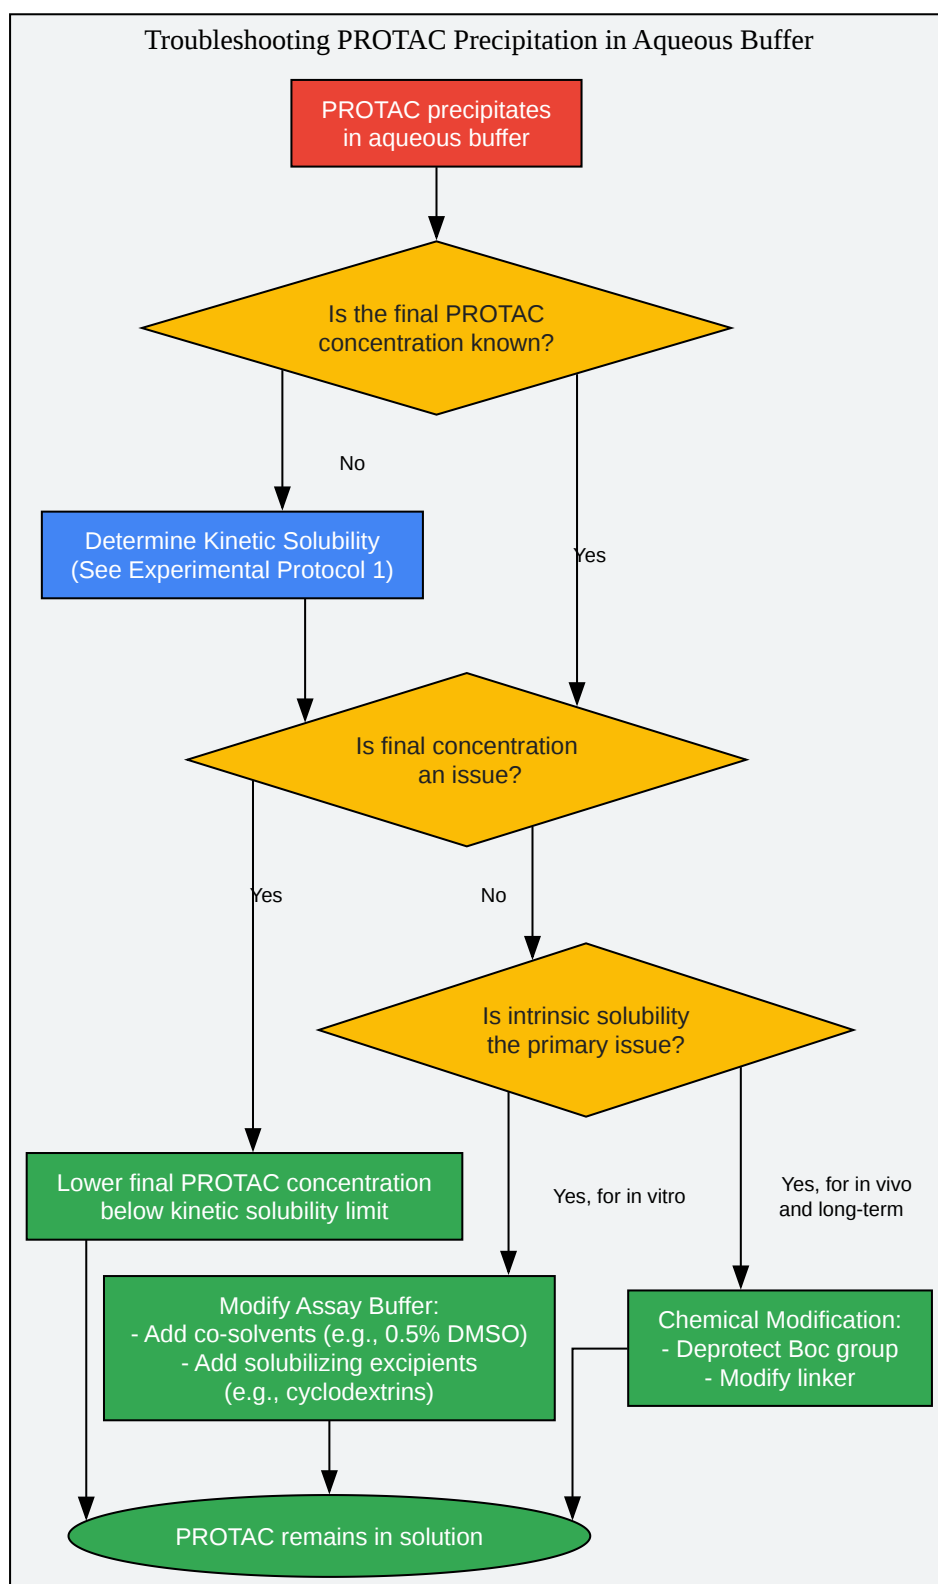 Troubleshooting PROTAC Precipitation in Aqueous Buffer
PROTAC precipitates
in aqueous buffer
Is the final PROTAC
concentration known?
No
Determine Kinetic Solubility
(See Experimental Protocol 1)
Yes
Is final concentration
an issue?
Yes
No
Is intrinsic solubility
the primary issue?
Lower final PROTAC concentration
below kinetic solubility limit
Yes, for in vitro
Yes, for in vivo
and long-term
Modify Assay Buffer:
- Add co-solvents (e.g., 0.5% DMSO)
- Add solubilizing excipients
(e.g., cyclodextrins)
Chemical Modification:
- Deprotect Boc group
- Modify linker
PROTAC remains in solution